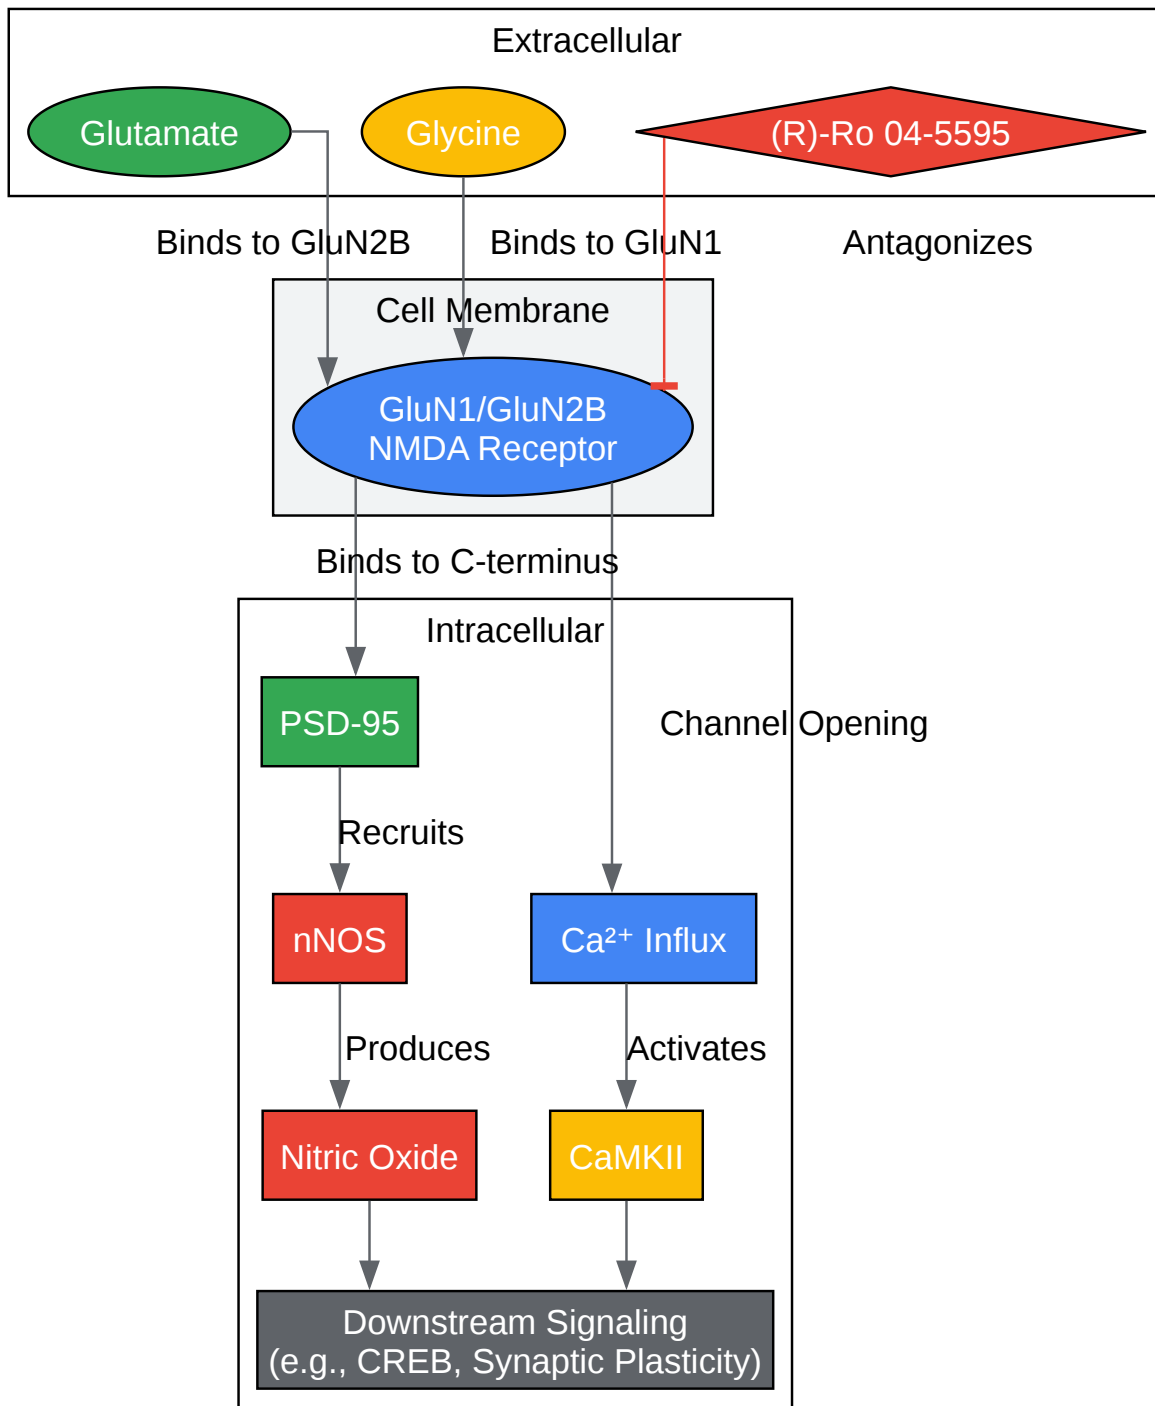 Extracellular
Glutamate
Glycine
(R)-Ro 04-5595
Binds to GluN2B
Binds to GluN1
Antagonizes
Cell Membrane
GluN1/GluN2B
NMDA Receptor
Binds to C-terminus
Intracellular
PSD-95
Channel Opening
Recruits
nNOS
Ca²⁺ Influx
Produces
Activates
Nitric Oxide
CaMKII
Downstream Signaling
(e.g., CREB, Synaptic Plasticity)